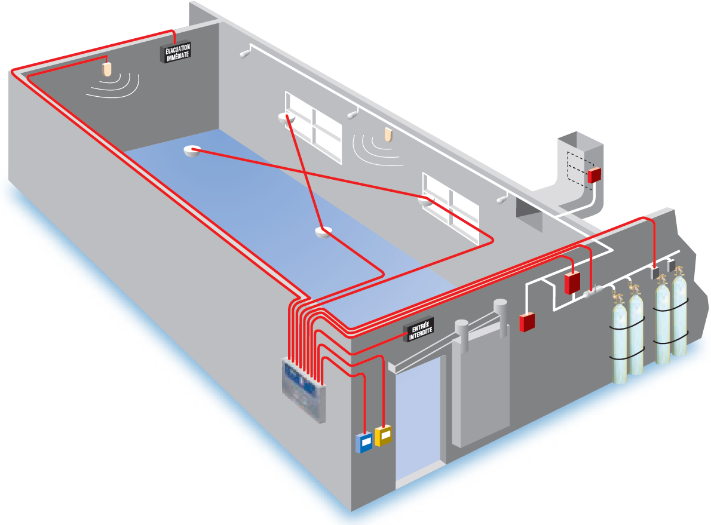 ÉVACUATION
IMMÉDIATE
ENTRÉE
INTERDITE